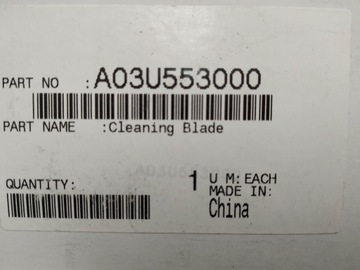 PART NO :A03U553000
PART NAME :Cleaning Blade
QUANTITY: 1 U M: EACH
MADE IN:
China